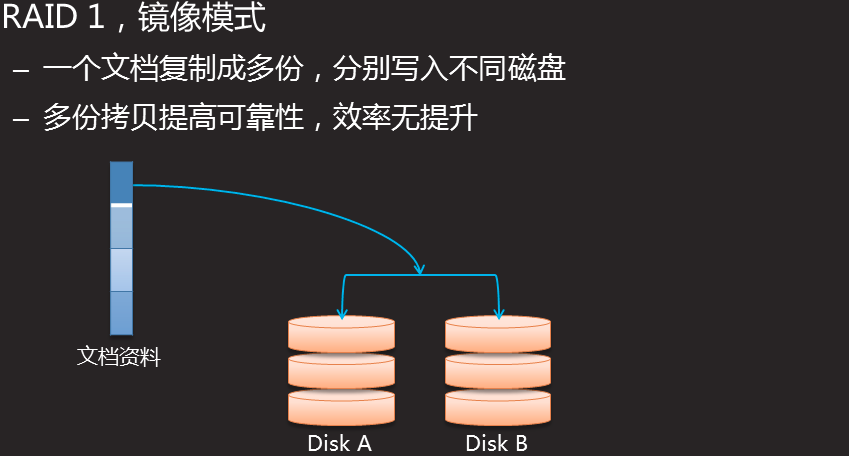 RAID 1，镜像模式
– 一个文档复制成多份，分别写入不同磁盘
– 多份拷贝提高可靠性，效率无提升
文档资料
Disk A
Disk B